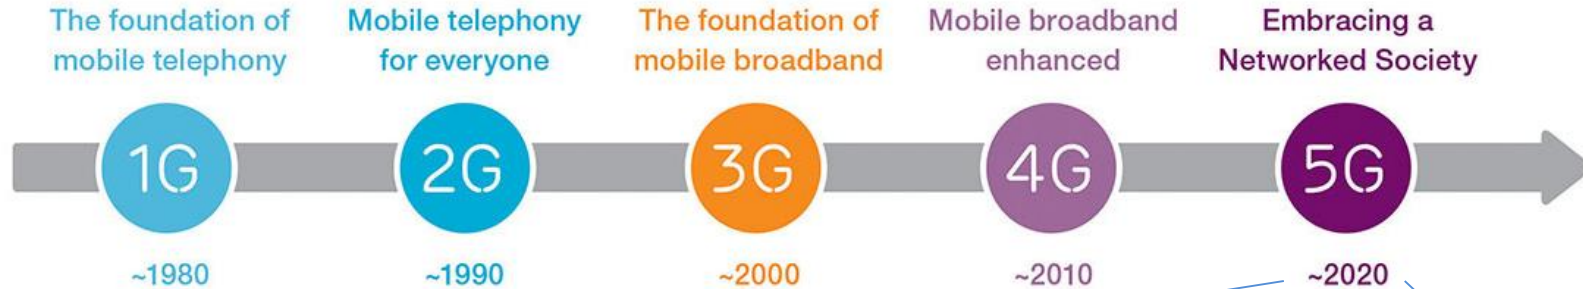 The foundation of
mobile telephony
Mobile telephony
for everyone
The foundation of
mobile broadband
Mobile broadband
enhanced
Embracing a
Networked Society
1G
2G
3G
4G
5G
~1980
~1990
~2000
~2010
~2020